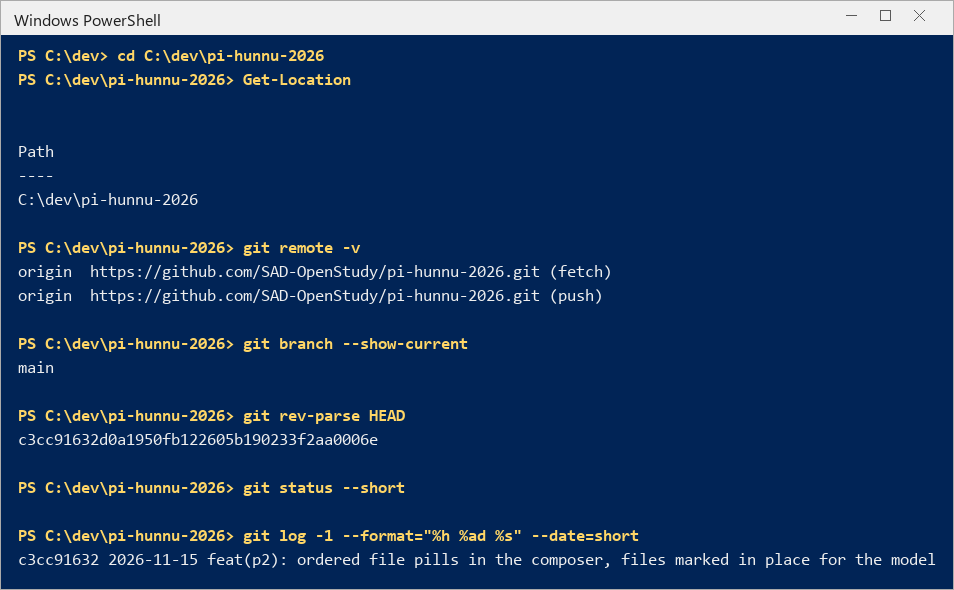 Windows PowerShell
PS C:\dev> cd C:\dev\pi-hunnu-2026
PS C:\dev\pi-hunnu-2026> Get-Location
Path
----
C:\dev\pi-hunnu-2026
PS C:\dev\pi-hunnu-2026> git remote -v
origin  https://github.com/SAD-OpenStudy/pi-hunnu-2026.git (fetch)
origin  https://github.com/SAD-OpenStudy/pi-hunnu-2026.git (push)
PS C:\dev\pi-hunnu-2026> git branch --show-current
main
PS C:\dev\pi-hunnu-2026> git rev-parse HEAD
c3cc91632d0a1950fb122605b190233f2aa0006e
PS C:\dev\pi-hunnu-2026> git status --short
PS C:\dev\pi-hunnu-2026> git log -1 --format="%h %ad %s" --date=short
c3cc91632 2026-11-15 feat(p2): ordered file pills in the composer, files marked in place for the model